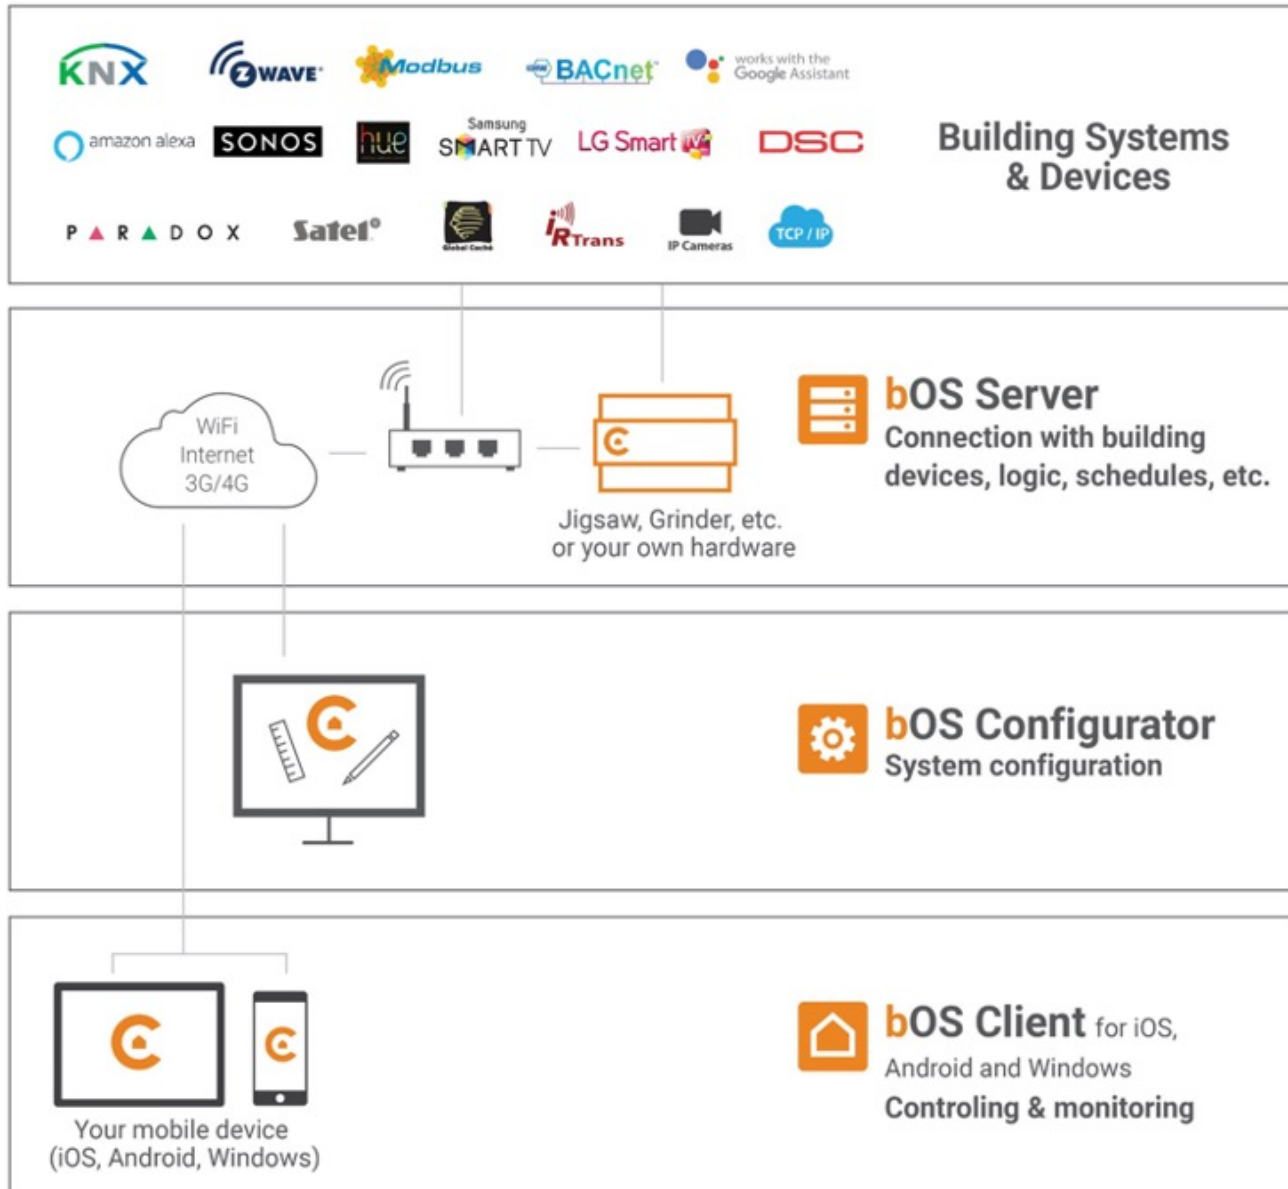 KNX
Z WAVE
Modbus
BACnet
works with the
Google Assistant
amazon alexa
SONOS
hue
Samsung
SMART TV
LG Smart TV
DSC
PARADOX
Satel®
Global Caché
iRTrans
IP Cameras
TCP / IP
Building Systems
& Devices
WiFi
Internet
3G/4G
Jigsaw, Grinder, etc.
or your own hardware
bOS Server
Connection with building
devices, logic, schedules, etc.
bOS Configurator
System configuration
Your mobile device
(iOS, Android, Windows)
bOS Client for iOS,
Android and Windows
Controling & monitoring